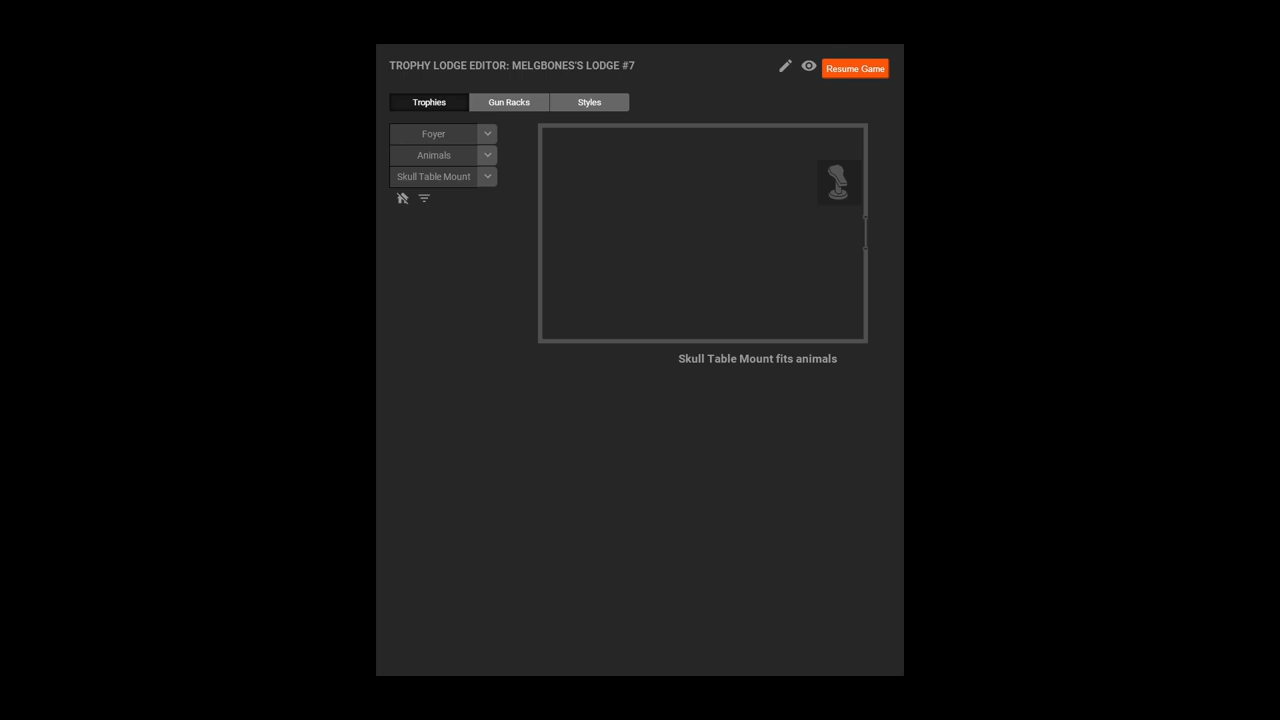 TROPHY LODGE EDITOR: MELGBONES'S LODGE #7
Resume Game
Trophies
Gun Racks
Styles
Foyer
Animals
Skull Table Mount
Skull Table Mount fits animals